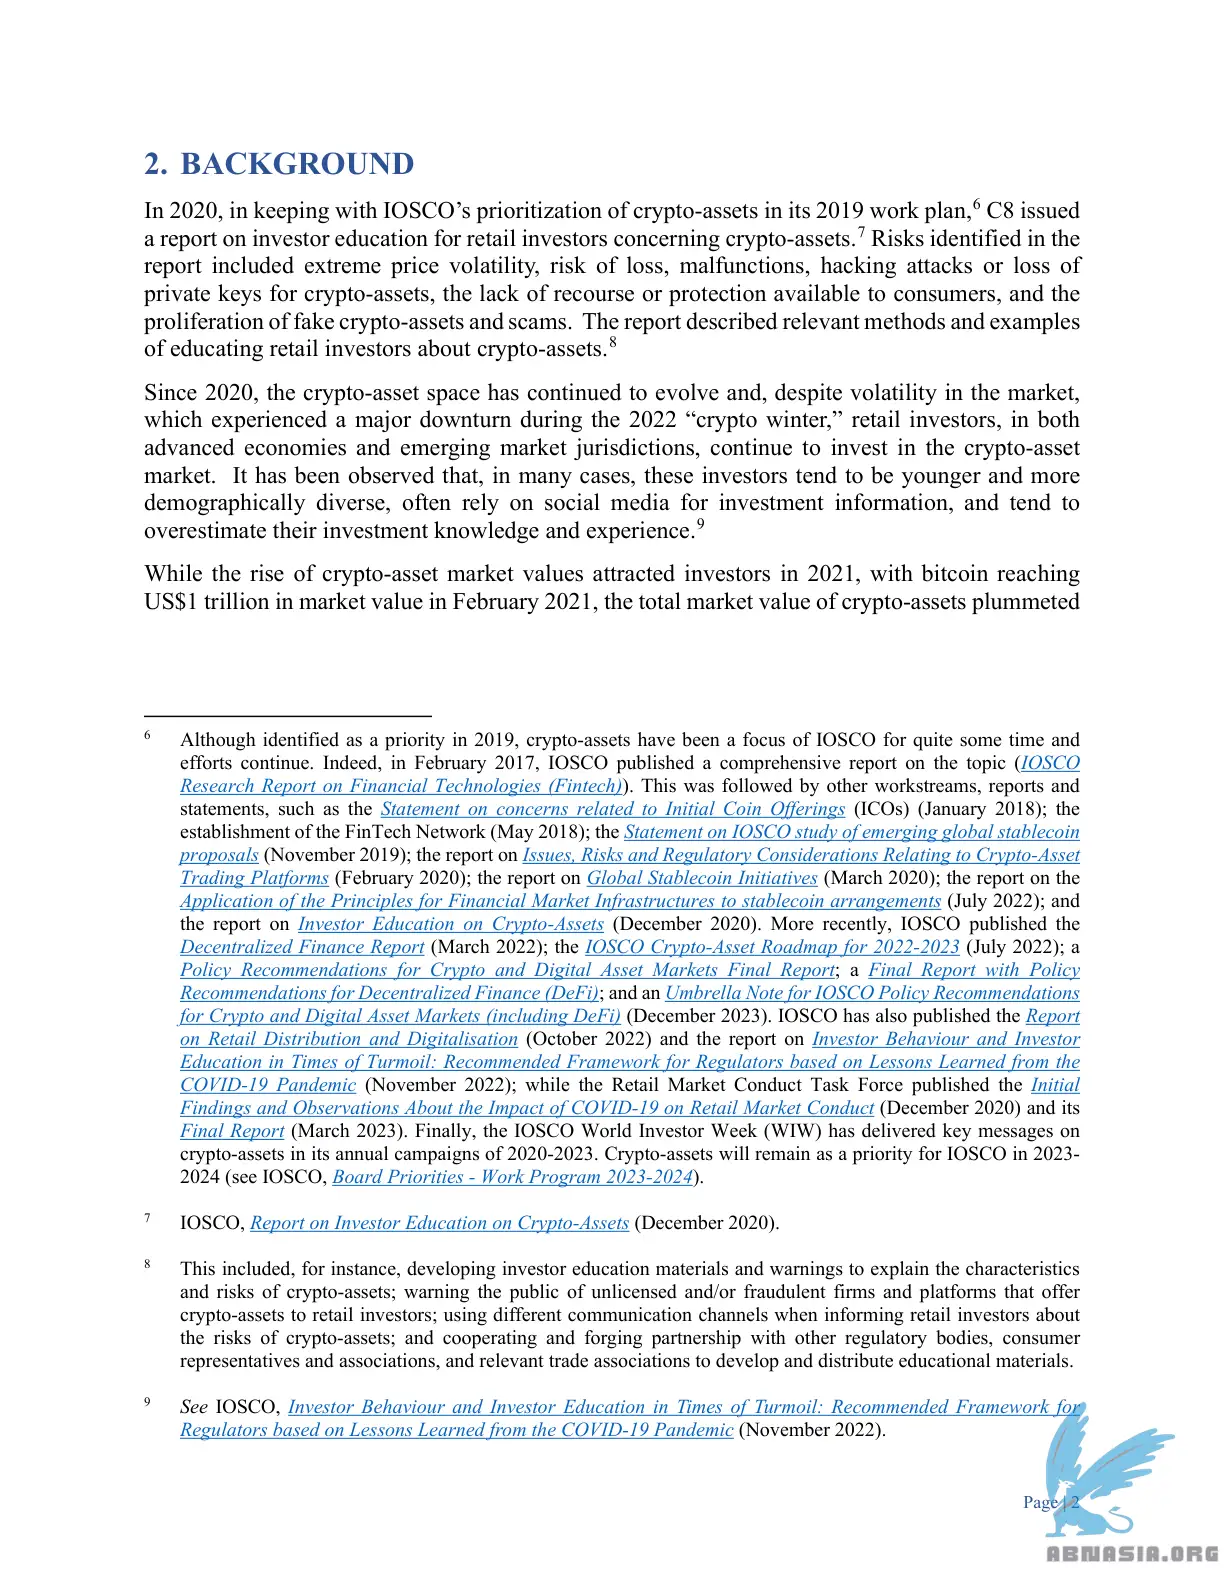 2. BACKGROUND
In 2020, in keeping with IOSCO’s prioritization of crypto-assets in its 2019 work plan,6 C8 issued
a report on investor education for retail investors concerning crypto-assets.7 Risks identified in the
report included extreme price volatility, risk of loss, malfunctions, hacking attacks or loss of
private keys for crypto-assets, the lack of recourse or protection available to consumers, and the
proliferation of fake crypto-assets and scams. The report described relevant methods and examples
of educating retail investors about crypto-assets.8
Since 2020, the crypto-asset space has continued to evolve and, despite volatility in the market,
which experienced a major downturn during the 2022 “crypto winter,” retail investors, in both
advanced economies and emerging market jurisdictions, continue to invest in the crypto-asset
market. It has been observed that, in many cases, these investors tend to be younger and more
demographically diverse, often rely on social media for investment information, and tend to
overestimate their investment knowledge and experience.9
While the rise of crypto-asset market values attracted investors in 2021, with bitcoin reaching
US$1 trillion in market value in February 2021, the total market value of crypto-assets plummeted
6 Although identified as a priority in 2019, crypto-assets have been a focus of IOSCO for quite some time and
efforts continue. Indeed, in February 2017, IOSCO published a comprehensive report on the topic (IOSCO
Research Report on Financial Technologies (Fintech)). This was followed by other workstreams, reports and
statements, such as the Statement on concerns related to Initial Coin Offerings (ICOs) (January 2018); the
establishment of the FinTech Network (May 2018); the Statement on IOSCO study of emerging global stablecoin
proposals (November 2019); the report on Issues, Risks and Regulatory Considerations Relating to Crypto-Asset
Trading Platforms (February 2020); the report on Global Stablecoin Initiatives (March 2020); the report on the
Application of the Principles for Financial Market Infrastructures to stablecoin arrangements (July 2022); and
the report on Investor Education on Crypto-Assets (December 2020). More recently, IOSCO published the
Decentralized Finance Report (March 2022); the IOSCO Crypto-Asset Roadmap for 2022-2023 (July 2022); a
Policy Recommendations for Crypto and Digital Asset Markets Final Report; a Final Report with Policy
Recommendations for Decentralized Finance (DeFi); and an Umbrella Note for IOSCO Policy Recommendations
for Crypto and Digital Asset Markets (including DeFi) (December 2023). IOSCO has also published the Report
on Retail Distribution and Digitalisation (October 2022) and the report on Investor Behaviour and Investor
Education in Times of Turmoil: Recommended Framework for Regulators based on Lessons Learned from the
COVID-19 Pandemic (November 2022); while the Retail Market Conduct Task Force published the Initial
Findings and Observations About the Impact of COVID-19 on Retail Market Conduct (December 2020) and its
Final Report (March 2023). Finally, the IOSCO World Investor Week (WIW) has delivered key messages on
crypto-assets in its annual campaigns of 2020-2023. Crypto-assets will remain as a priority for IOSCO in 2023-
2024 (see IOSCO, Board Priorities - Work Program 2023-2024).
7 IOSCO, Report on Investor Education on Crypto-Assets (December 2020).
8 This included, for instance, developing investor education materials and warnings to explain the characteristics
and risks of crypto-assets; warning the public of unlicensed and/or fraudulent firms and platforms that offer
crypto-assets to retail investors; using different communication channels when informing retail investors about
the risks of crypto-assets; and cooperating and forging partnership with other regulatory bodies, consumer
representatives and associations, and relevant trade associations to develop and distribute educational materials.
9 See IOSCO, Investor Behaviour and Investor Education in Times of Turmoil: Recommended Framework for
Regulators based on Lessons Learned from the COVID-19 Pandemic (November 2022).
Page | 2
ABNASIA.ORG